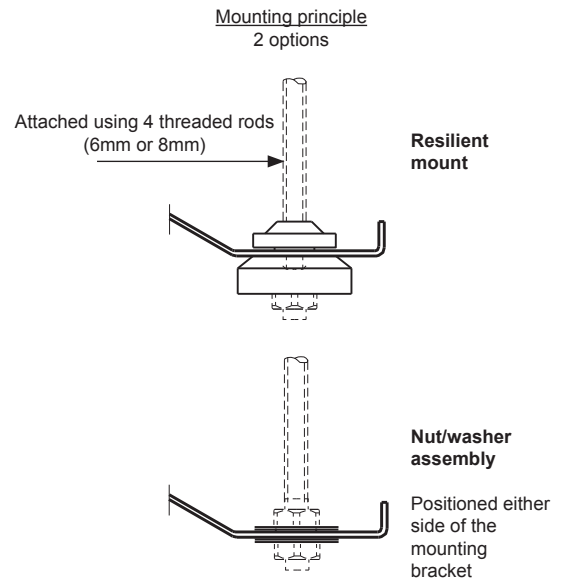 Mounting principle
2 options
Attached using 4 threaded rods
(6mm or 8mm)
Resilient
mount
Nut/washer
assembly
Positioned either
side of the
mounting
bracket